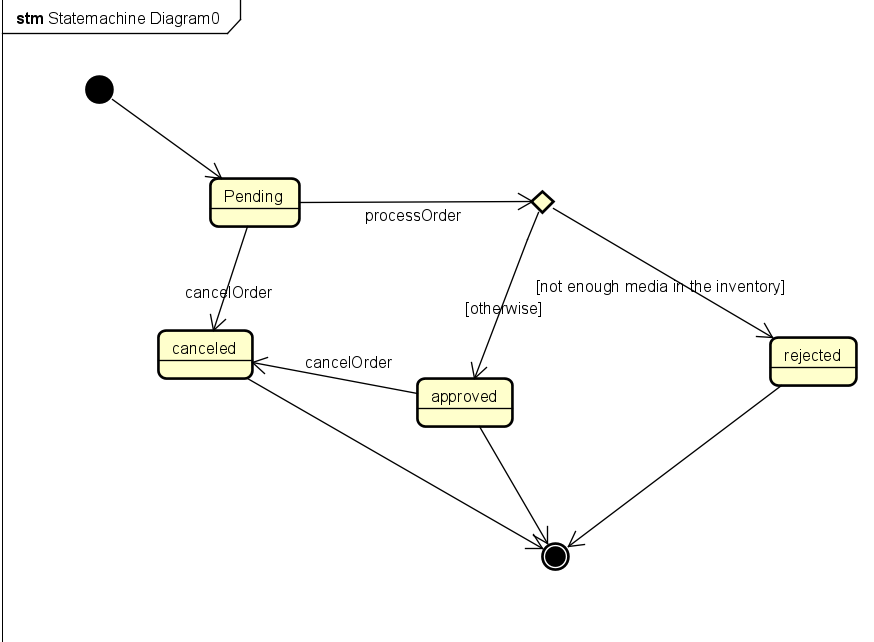 stm Statemachine Diagram0
Pending
processOrder
cancelOrder
[not enough media in the inventory]
[otherwise]
canceled
cancelOrder
rejected
approved